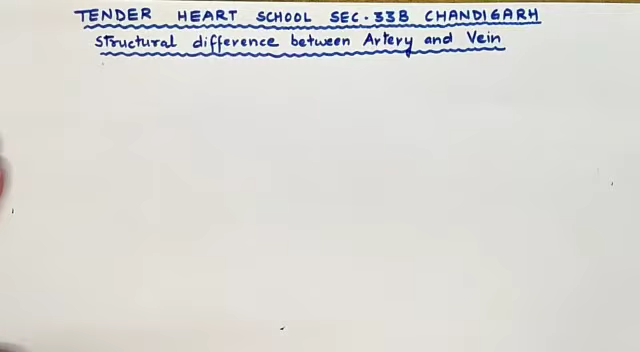 TENDER HEART SCHOOL SEC. 33B CHANDIGARH
Structural difference between Artery and Vein